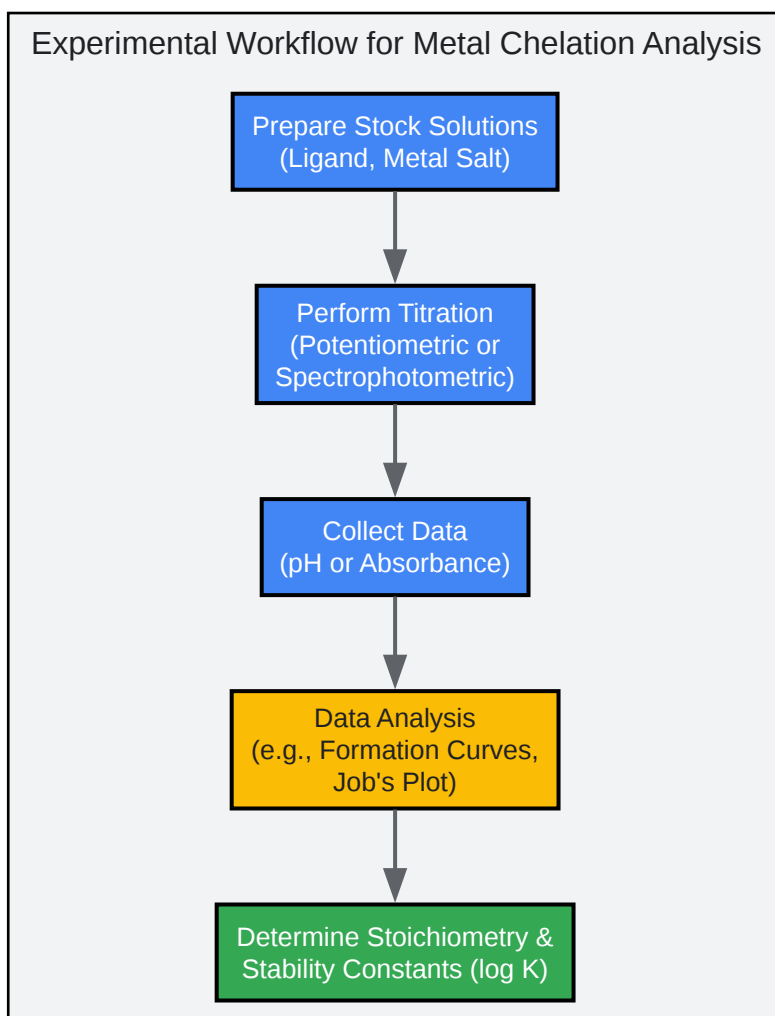 Experimental Workflow for Metal Chelation Analysis
Prepare Stock Solutions
(Ligand, Metal Salt)
Perform Titration
(Potentiometric or
Spectrophotometric)
Collect Data
(pH or Absorbance)
Data Analysis
(e.g., Formation Curves,
Job's Plot)
Determine Stoichiometry &
Stability Constants (log K)